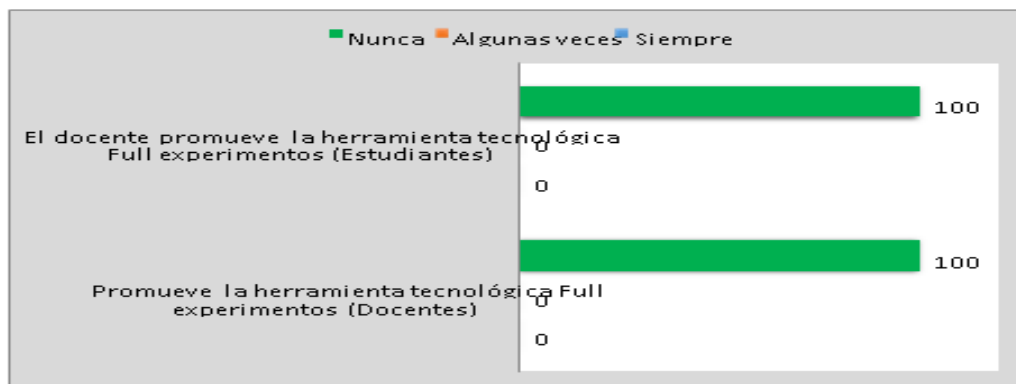 Nunca Algunas veces Siempre
100
El docente promueve la herramienta tecnológica
Full experimentos (Estudiantes)
0
0
100
Promueve la herramienta tecnológica Full
experimentos (Docentes)
0
0